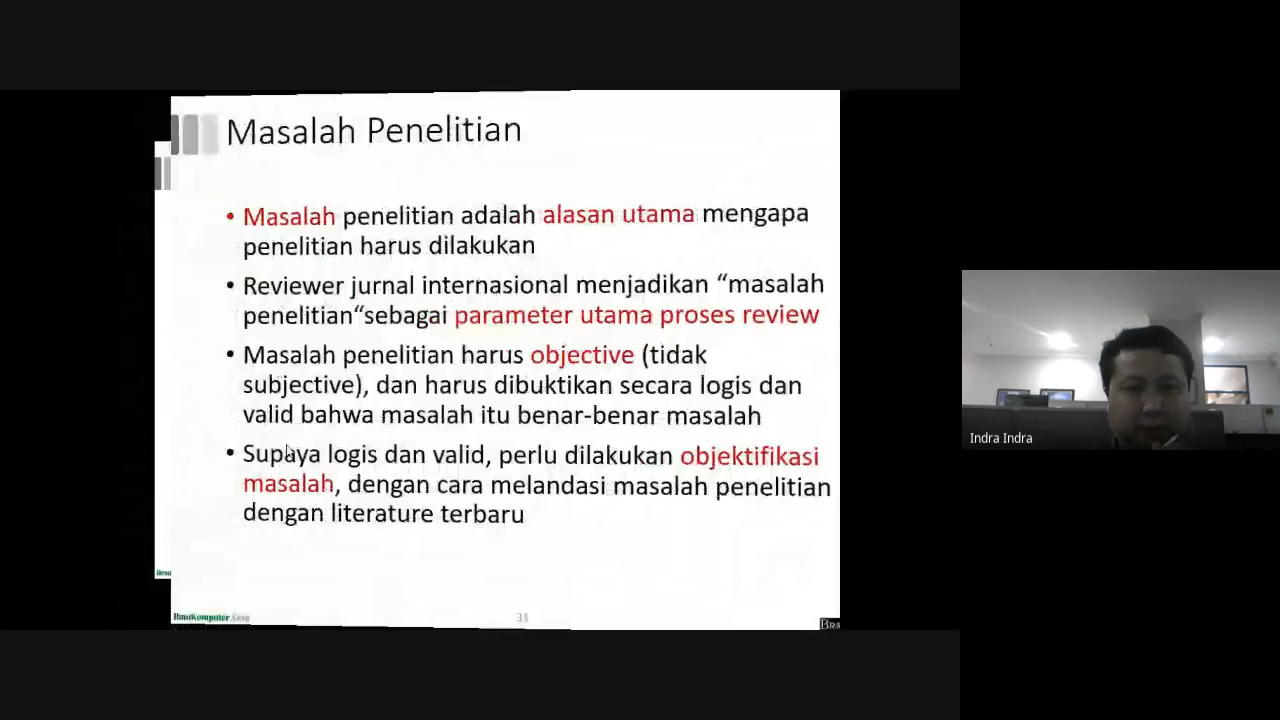 Masalah Penelitian
• Masalah penelitian adalah alasan utama mengapa
penelitian harus dilakukan
• Reviewer jurnal internasional menjadikan “masalah
penelitian“sebagai parameter utama proses review
• Masalah penelitian harus objective (tidak
subjective), dan harus dibuktikan secara logis dan
valid bahwa masalah itu benar-benar masalah
• Supaya logis dan valid, perlu dilakukan objektifikasi
masalah, dengan cara melandasi masalah penelitian
dengan literature terbaru
IlmuKomputer.Com
31
Indra Indra